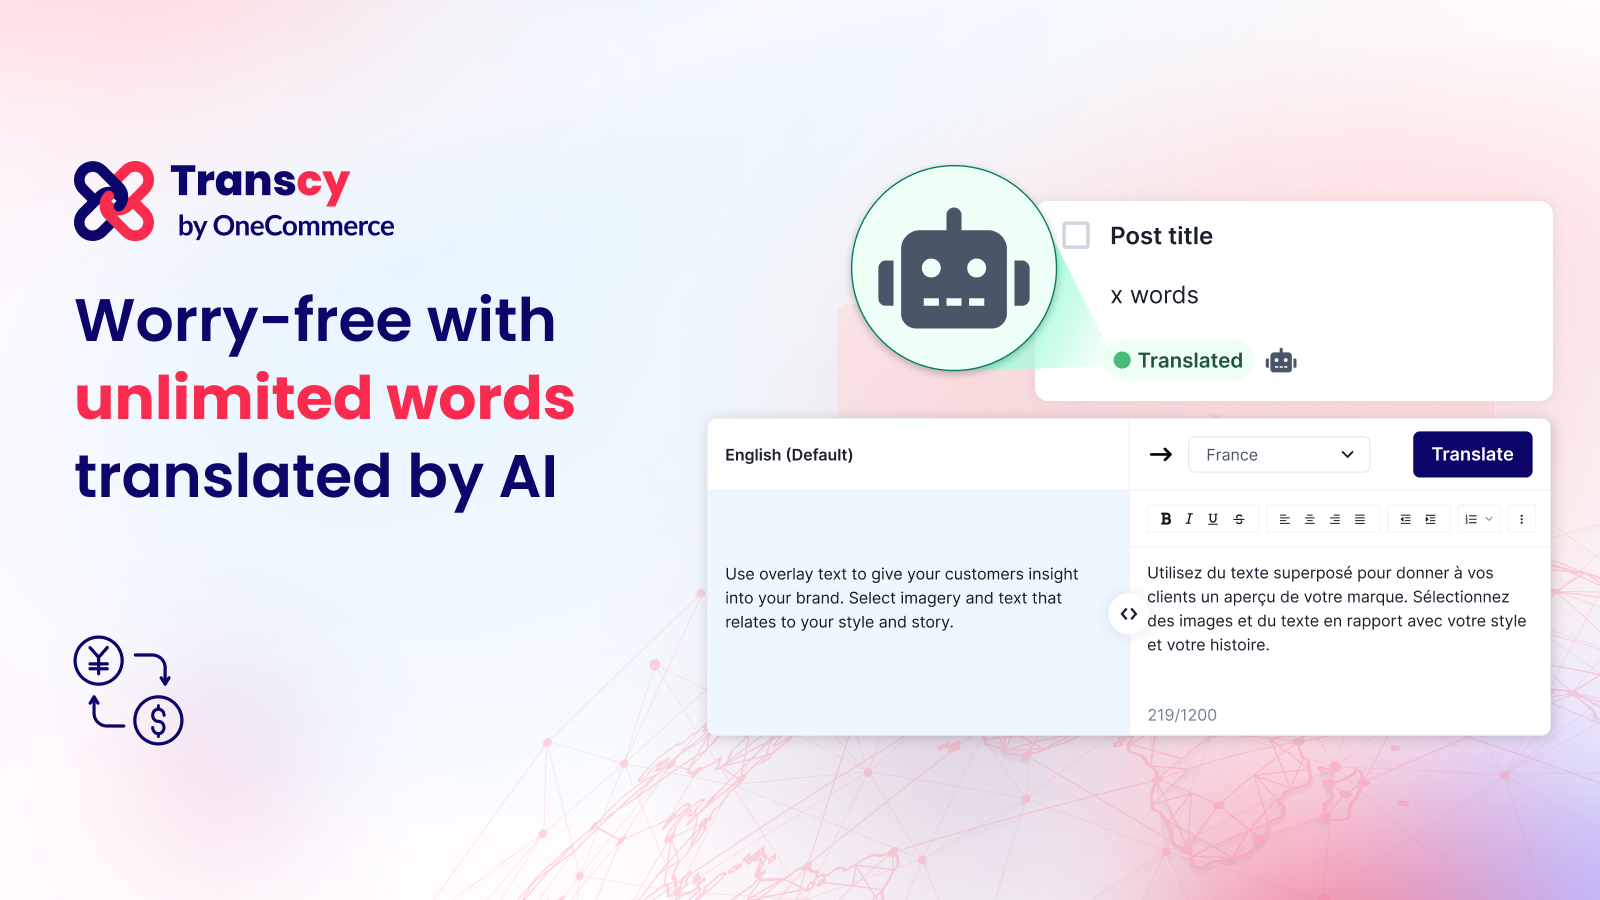 Transcy
by OneCommerce
Worry-free with
unlimited words
translated by AI
Post title
x words
Translated
English (Default)
France
Translate
B I U S
Use overlay text to give your customers insight
into your brand. Select imagery and text that
relates to your style and story.
Utilisez du texte superposé pour donner à vos
clients un aperçu de votre marque. Sélectionnez
des images et du texte en rapport avec votre style
et votre histoire.
219/1200